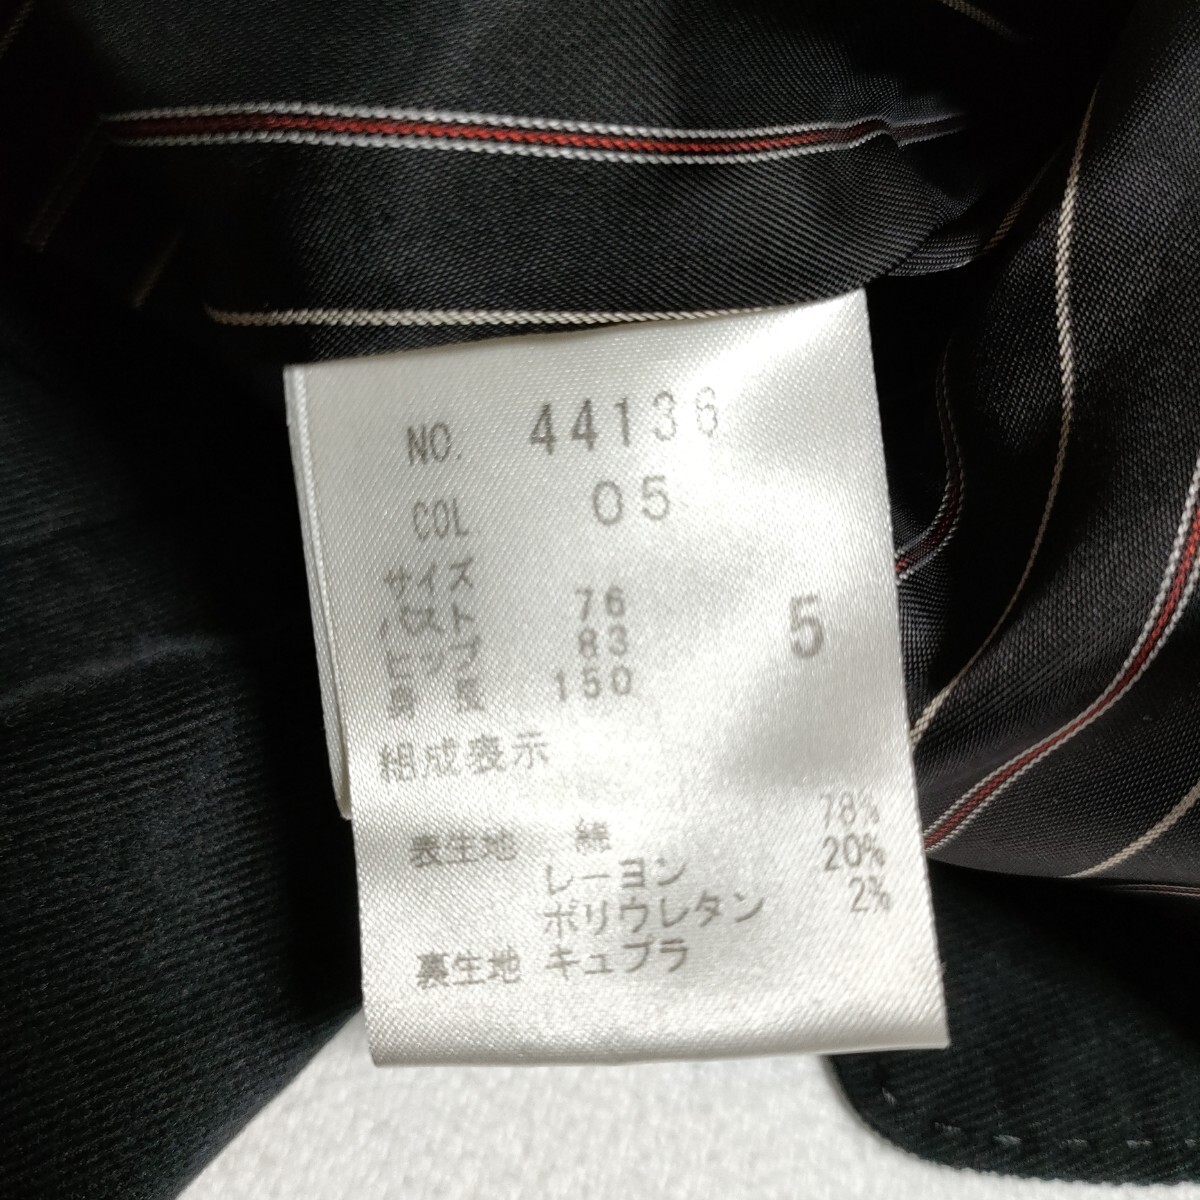 NO. 44136
COL 05
サイズ
バスト 76
ヒップ 83 5
身長 150
組成表示
表生地 綿 78%
レーヨン 20%
ポリウレタン 2%
裏生地 キュプラ